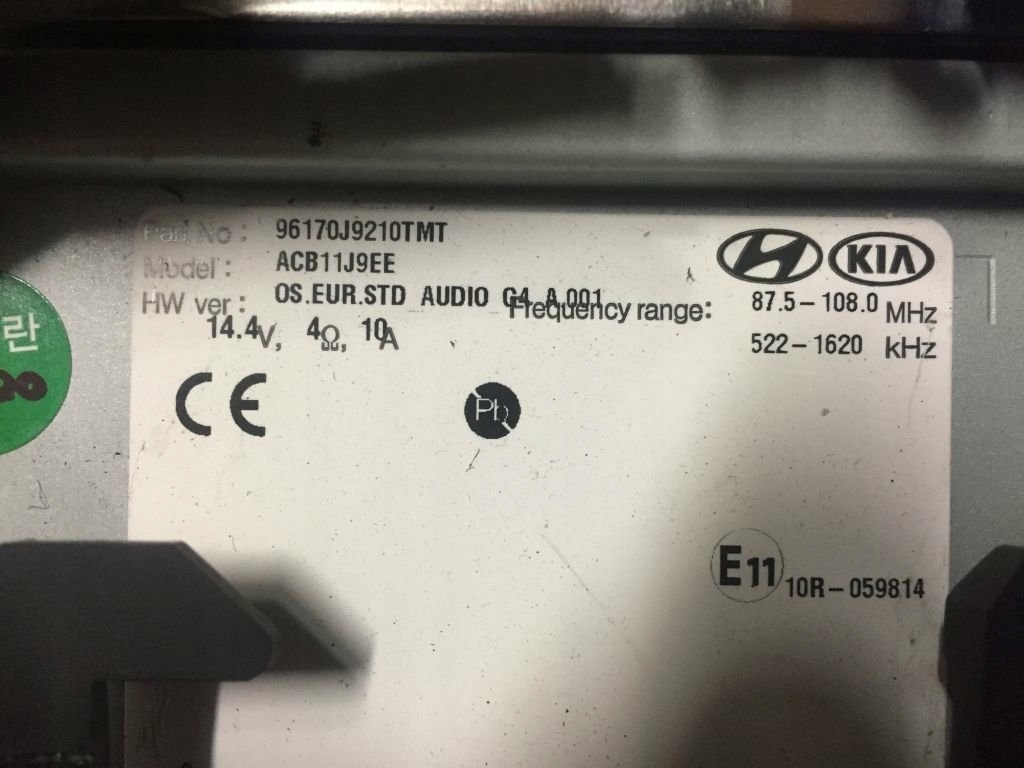 Part No : 96170J9210TMT
Model : ACB11J9EE
HW ver : OS.EUR.STD AUDIO G4 A.001
14.4V, 4Ω, 10A
KIA
Frequency range: 87.5-108.0 MHz
522-1620 kHz
CE
Pb
E11 10R-059814
란